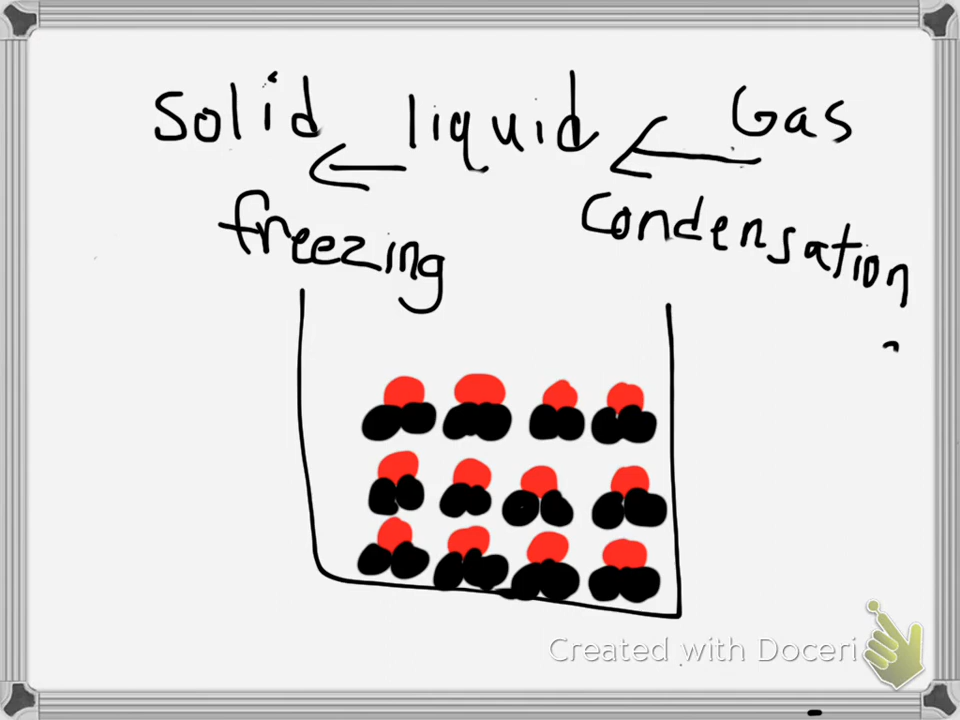 Solid liquid Gas
freezing Condensation
Created with Doceri